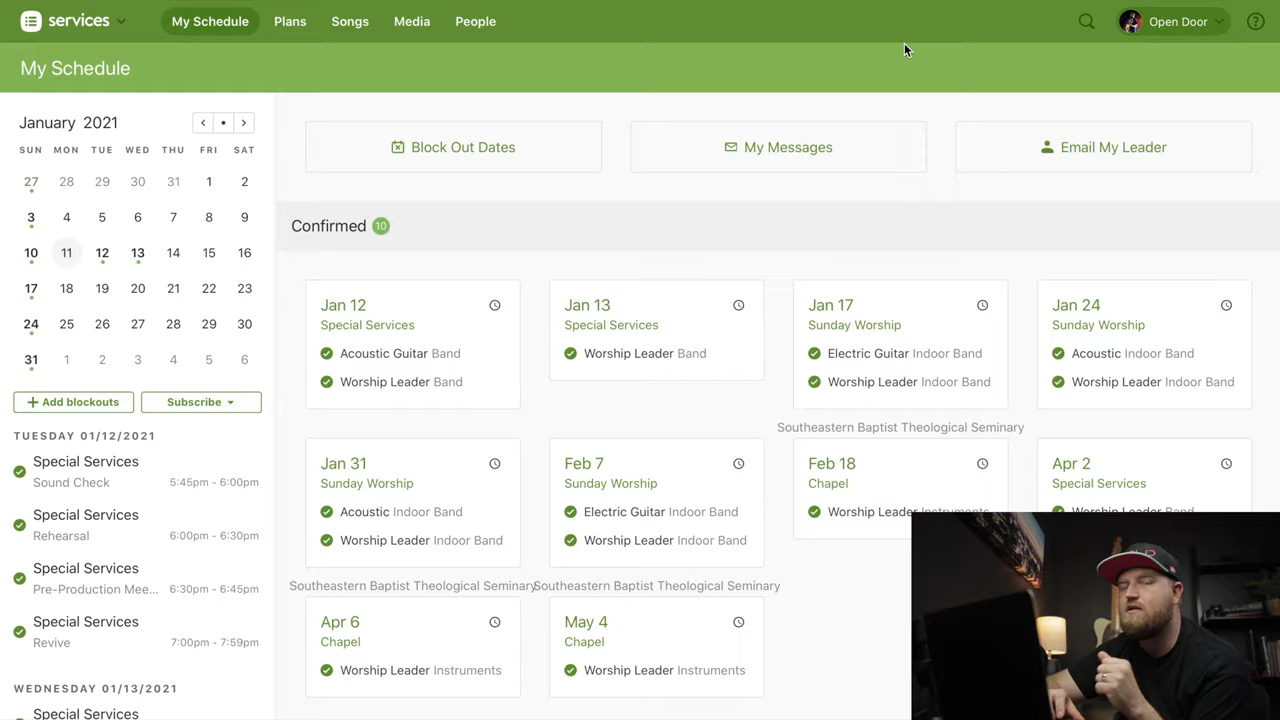 services
My Schedule
Plans
Songs
Media
People
Open Door
?
My Schedule
January 2021
SUN MON TUE WED THU FRI SAT
27 28 29 30 31 1 2
3 4 5 6 7 8 9
10 11 12 13 14 15 16
17 18 19 20 21 22 23
24 25 26 27 28 29 30
31 1 2 3 4 5 6
+ Add blockouts
Subscribe
TUESDAY 01/12/2021
Special Services
Sound Check 5:45pm - 6:00pm
Special Services
Rehearsal 6:00pm - 6:30pm
Special Services
Pre-Production Mee... 6:30pm - 6:45pm
Special Services
Revive 7:00pm - 7:59pm
WEDNESDAY 01/13/2021
Special Services
Block Out Dates
My Messages
Email My Leader
Confirmed 10
Jan 12
Special Services
Acoustic Guitar Band
Worship Leader Band
Jan 13
Special Services
Worship Leader Band
Jan 17
Sunday Worship
Electric Guitar Indoor Band
Worship Leader Indoor Band
Jan 24
Sunday Worship
Acoustic Indoor Band
Worship Leader Indoor Band
Jan 31
Sunday Worship
Acoustic Indoor Band
Worship Leader Indoor Band
Feb 7
Sunday Worship
Electric Guitar Indoor Band
Worship Leader Indoor Band
Southeastern Baptist Theological Seminary
Feb 18
Chapel
Worship Leader Instruments
Apr 2
Special Services
Worship Leader Band
Southeastern Baptist Theological Seminary
Apr 6
Chapel
Worship Leader Instruments
Southeastern Baptist Theological Seminary
May 4
Chapel
Worship Leader Instruments